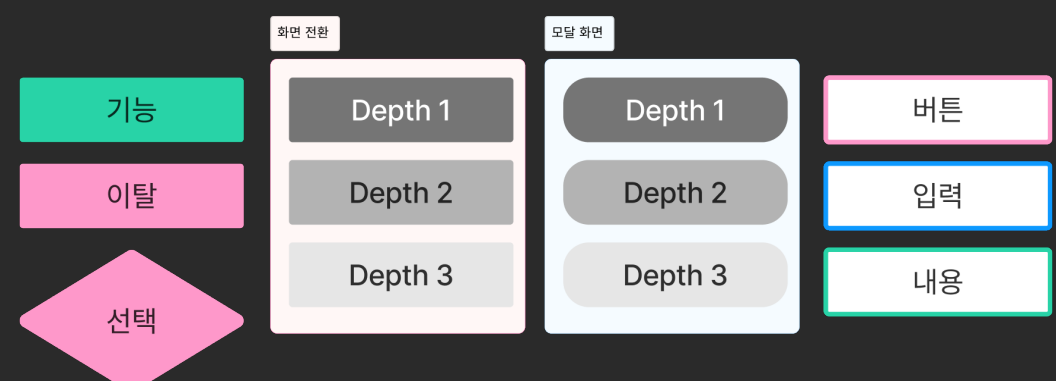 화면 전환
모달 화면
기능
이탈
선택
Depth 1
Depth 2
Depth 3
Depth 1
Depth 2
Depth 3
버튼
입력
내용